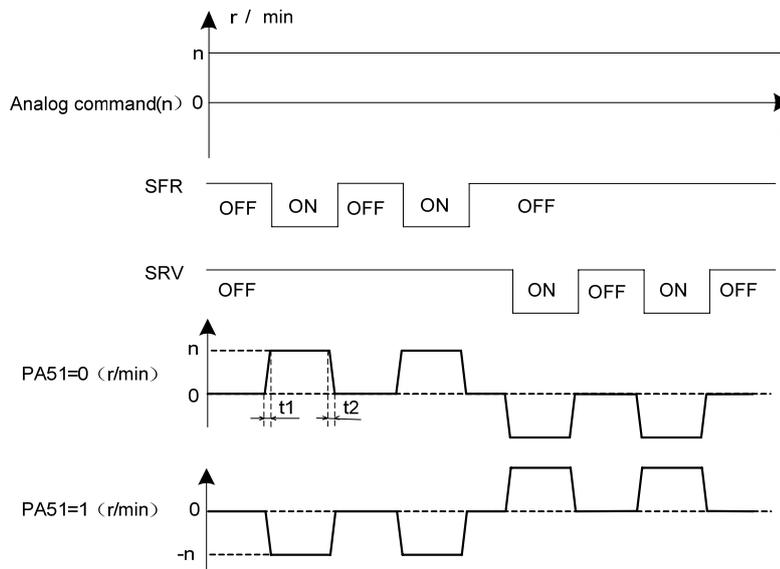 r / min
n
Analog command(n) 0
SFR
OFF ON OFF ON OFF
SRV
OFF ON OFF ON OFF
n
PA51=0 (r/min)
0
t1 t2
PA51=1 (r/min) 0
-n